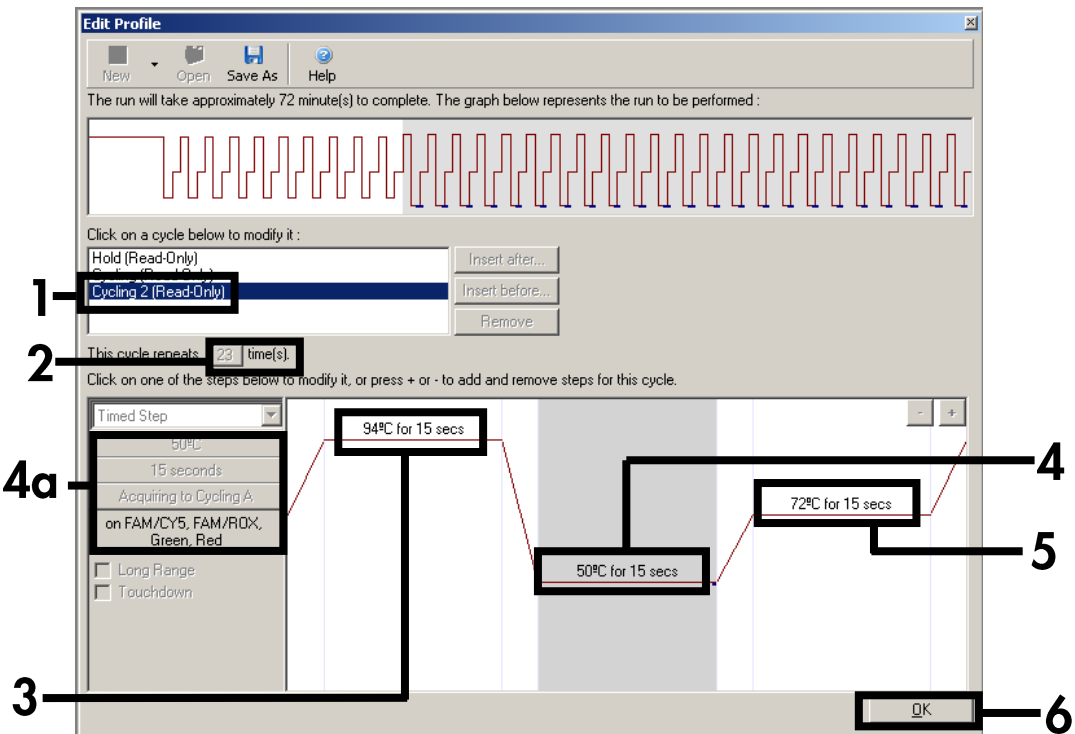 Edit Profile
New Open Save As Help
The run will take approximately 72 minute(s) to complete. The graph below represents the run to be performed :
Click on a cycle below to modify it :
Hold (Read-Only)
Cycling (Read-Only)
Cycling 2 (Read-Only)
Insert after...
Insert before...
Remove
1
2
This cycle repeats 23 time(s).
Click on one of the steps below to modify it, or press + or - to add and remove steps for this cycle.
Timed Step
- +
4a
50ºC
15 seconds
Acquiring to Cycling A
on FAM/CY5, FAM/ROX,
Green, Red
Long Range
Touchdown
94ºC for 15 secs
50ºC for 15 secs
72ºC for 15 secs
4
5
3
OK
6